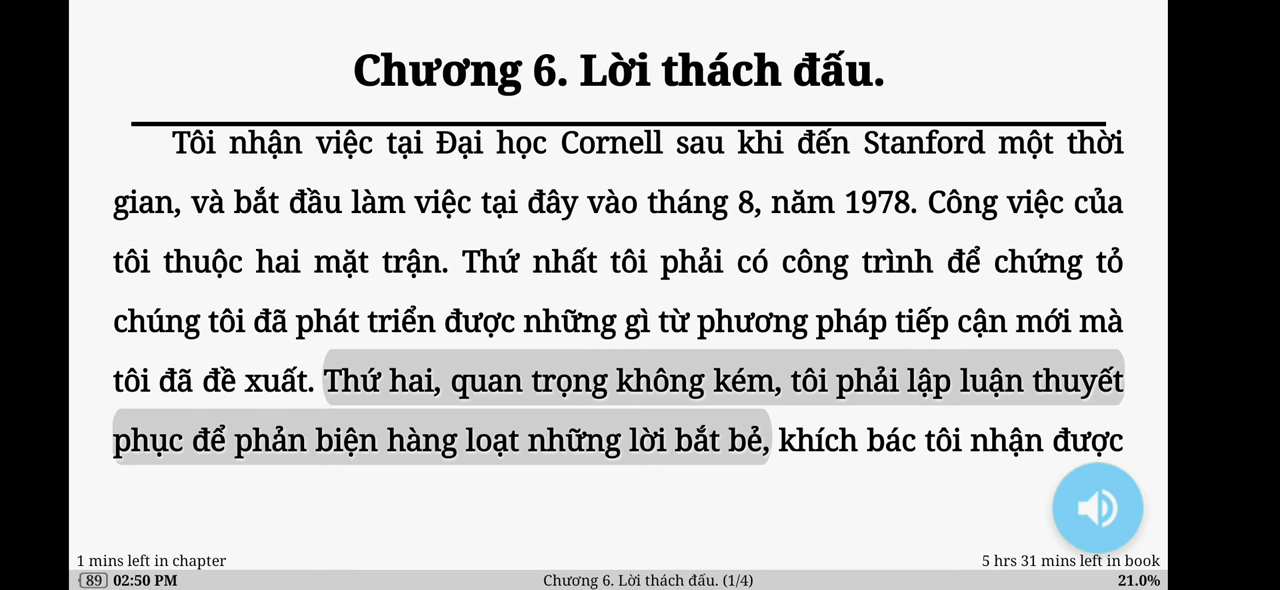 Chương 6. Lời thách đấu.
Tôi nhận việc tại Đại học Cornell sau khi đến Stanford một thời
gian, và bắt đầu làm việc tại đây vào tháng 8, năm 1978. Công việc của
tôi thuộc hai mặt trận. Thứ nhất tôi phải có công trình để chứng tỏ
chúng tôi đã phát triển được những gì từ phương pháp tiếp cận mới mà
tôi đã đề xuất. Thứ hai, quan trọng không kém, tôi phải lập luận thuyết
phục để phản biện hàng loạt những lời bắt bẻ, khích bác tôi nhận được
1 mins left in chapter
5 hrs 31 mins left in book
89 02:50 PM
Chương 6. Lời thách đấu. (1/4)
21.0%